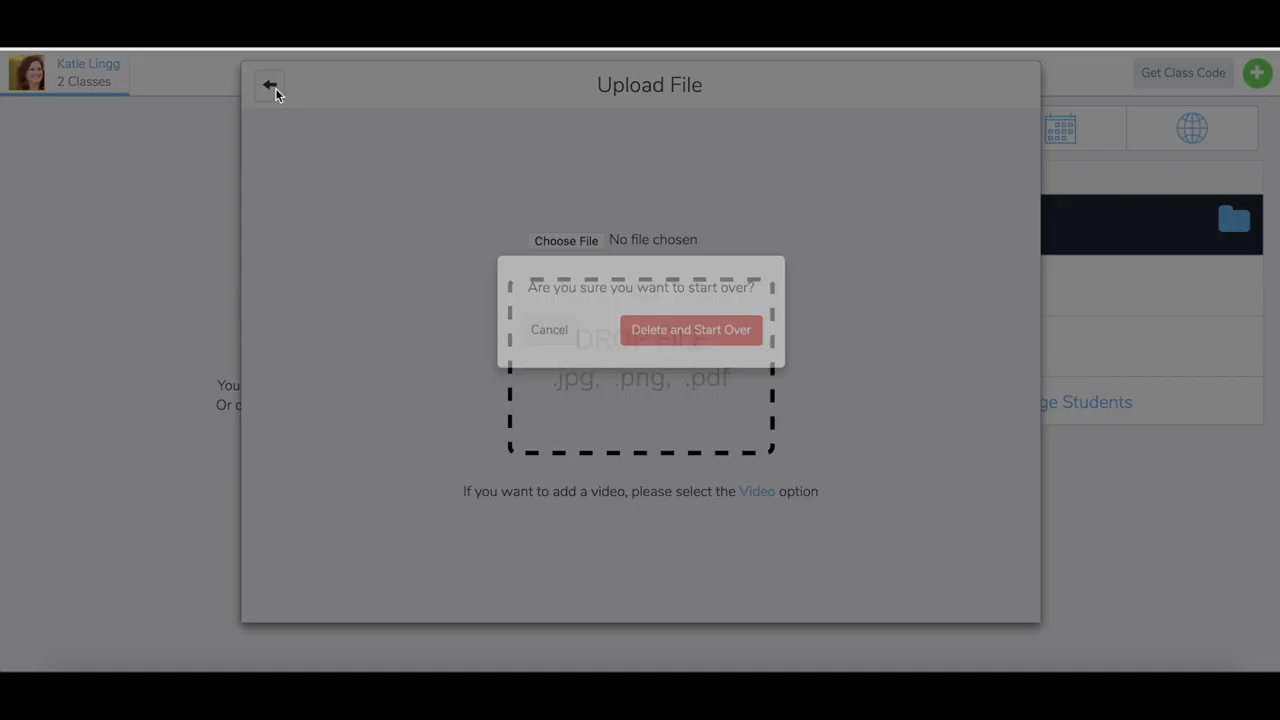 Katie Lingg
2 Classes
Upload File
Get Class Code
Choose File No file chosen
Are you sure you want to start over?
Cancel
Delete and Start Over
DROP FILE
.jpg, .png, .pdf
You
Or
ge Students
If you want to add a video, please select the Video option